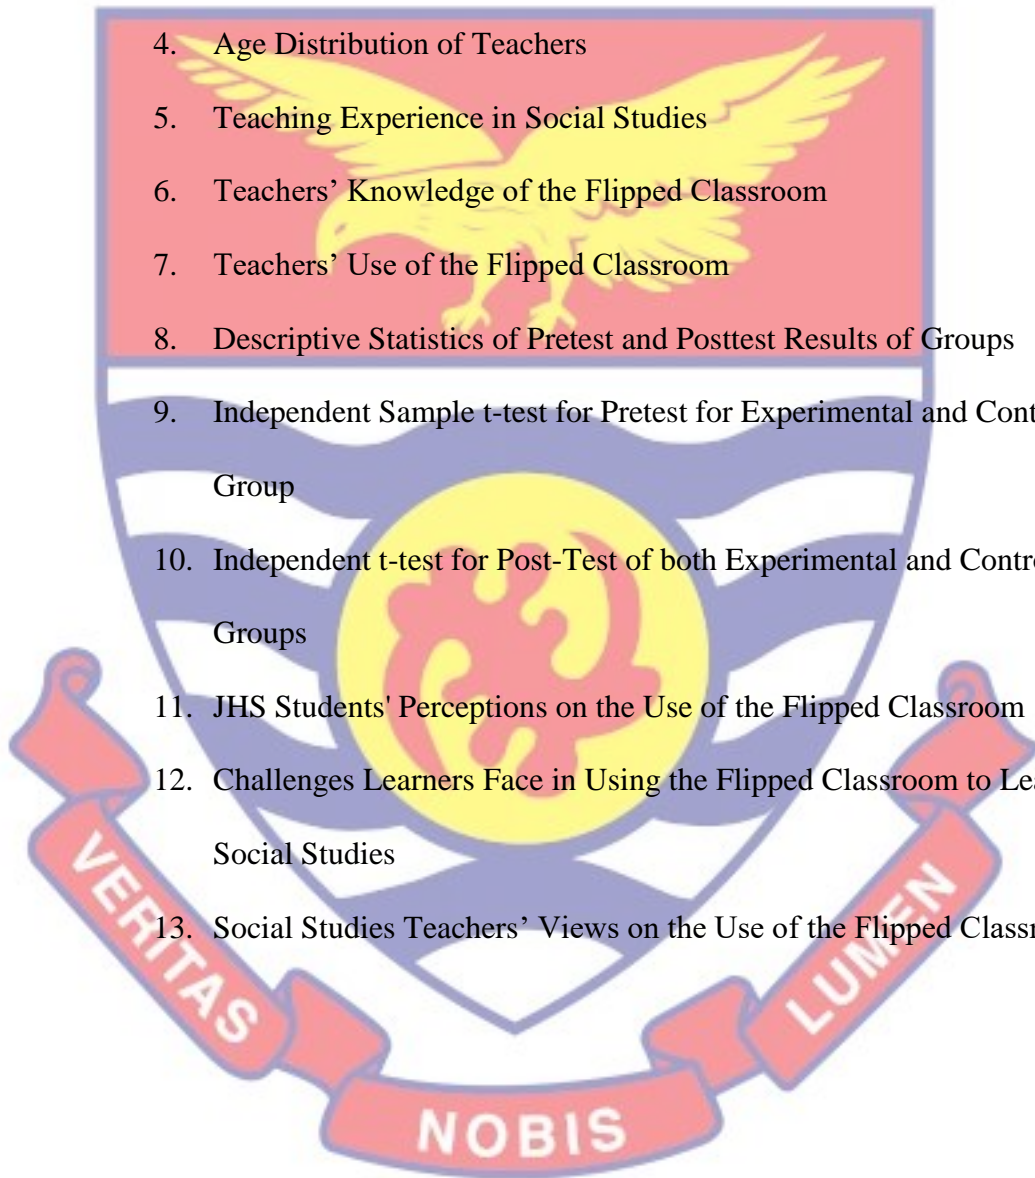 4. Age Distribution of Teachers
5. Teaching Experience in Social Studies
6. Teachers’ Knowledge of the Flipped Classroom
7. Teachers’ Use of the Flipped Classroom
8. Descriptive Statistics of Pretest and Posttest Results of Groups
9. Independent Sample t-test for Pretest for Experimental and Cont
Group
10. Independent t-test for Post-Test of both Experimental and Contro
Groups
11. JHS Students' Perceptions on the Use of the Flipped Classroom
12. Challenges Learners Face in Using the Flipped Classroom to Lea
Social Studies
13. Social Studies Teachers’ Views on the Use of the Flipped Classr
VERITAS
NOBIS
LUMEN